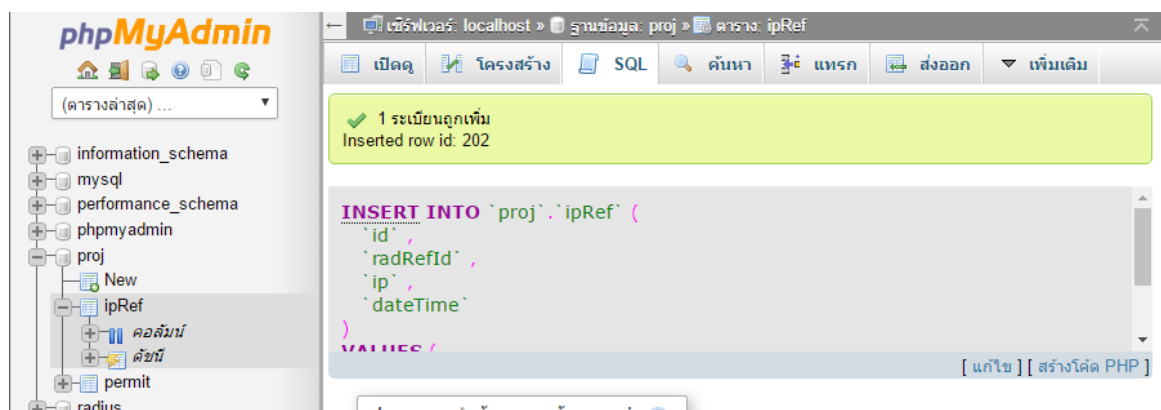 phpMyAdmin
(ตารางล่าสุด) ...
information_schema
mysql
performance_schema
phpmyadmin
proj
New
ipRef
คอลัมน์
ดัชนี
permit
radius
← เซิร์ฟเวอร์: localhost » ฐานข้อมูล: proj » ตาราง: ipRef
เปิดดู โครงสร้าง SQL ค้นหา แทรก ส่งออก เพิ่มเติม
1 ระเบียนถูกเพิ่ม
Inserted row id: 202
INSERT INTO `proj`.`ipRef` (
`id` ,
`radRefId` ,
`ip` ,
`dateTime`
)
VALUES (
[ แก้ไข ] [ สร้างโค้ด PHP ]